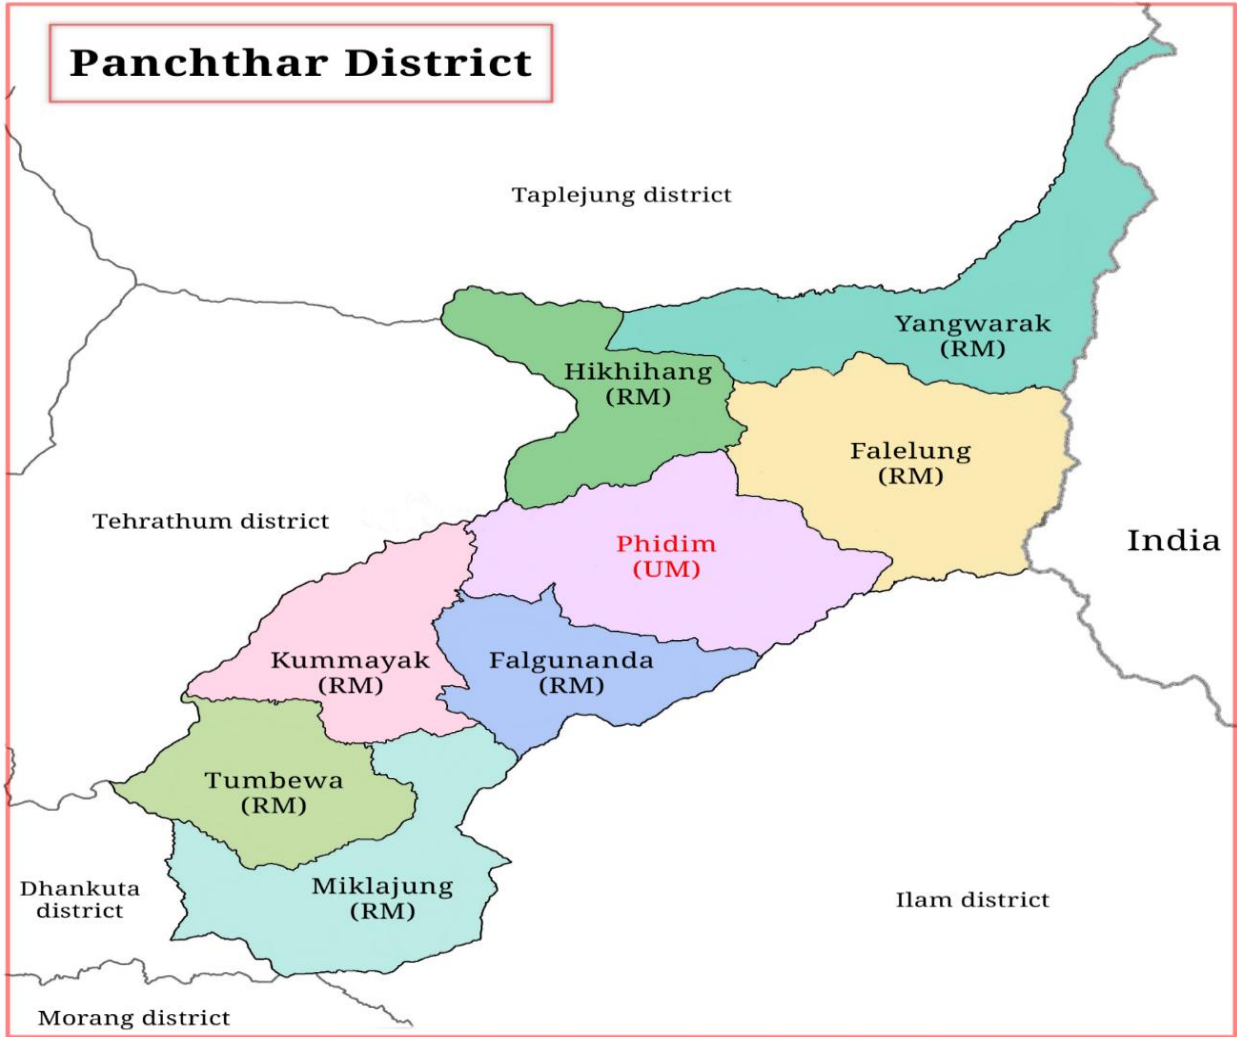 Panchthar District
Taplejung district
Yangwarak
(RM)
Hikhihang
(RM)
Falelung
(RM)
Tehrathum district
Phidim
(UM)
India
Kummayak
(RM)
Falgunanda
(RM)
Tumbewa
(RM)
Dhankuta
district
Miklajung
(RM)
Ilam district
Morang district